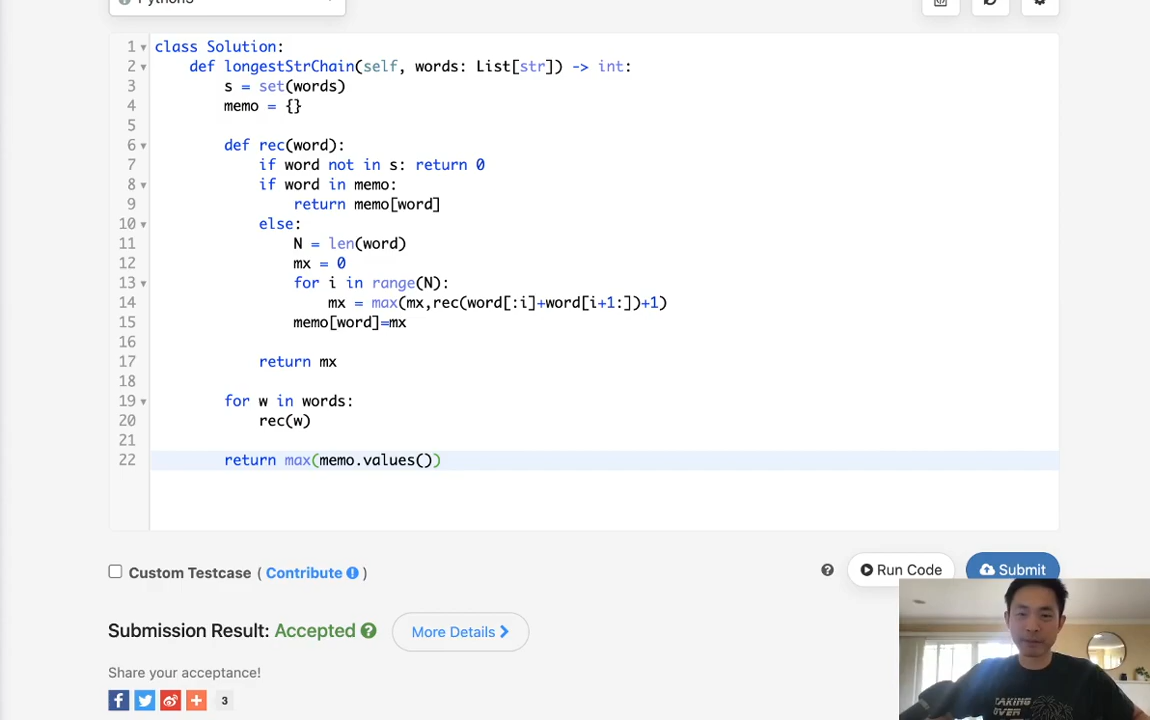 1 class Solution:
2 def longestStrChain(self, words: List[str]) -> int:
3 s = set(words)
4 memo = {}
5
6 def rec(word):
7 if word not in s: return 0
8 if word in memo:
9 return memo[word]
10 else:
11 N = len(word)
12 mx = 0
13 for i in range(N):
14 mx = max(mx,rec(word[:i]+word[i+1:])+1)
15 memo[word]=mx
16
17 return mx
18
19 for w in words:
20 rec(w)
21
22 return max(memo.values())
Custom Testcase ( Contribute )
? Run Code Submit
Submission Result: Accepted ? More Details
Share your acceptance!
3
TAKING
OVER